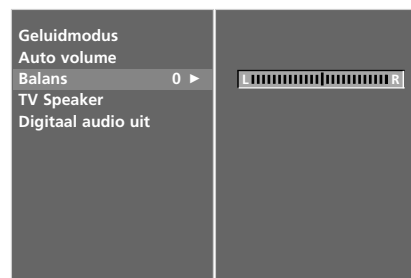 Geluidmodus
Auto volume
Balans 0 ►
L R
TV Speaker
Digitaal audio uit